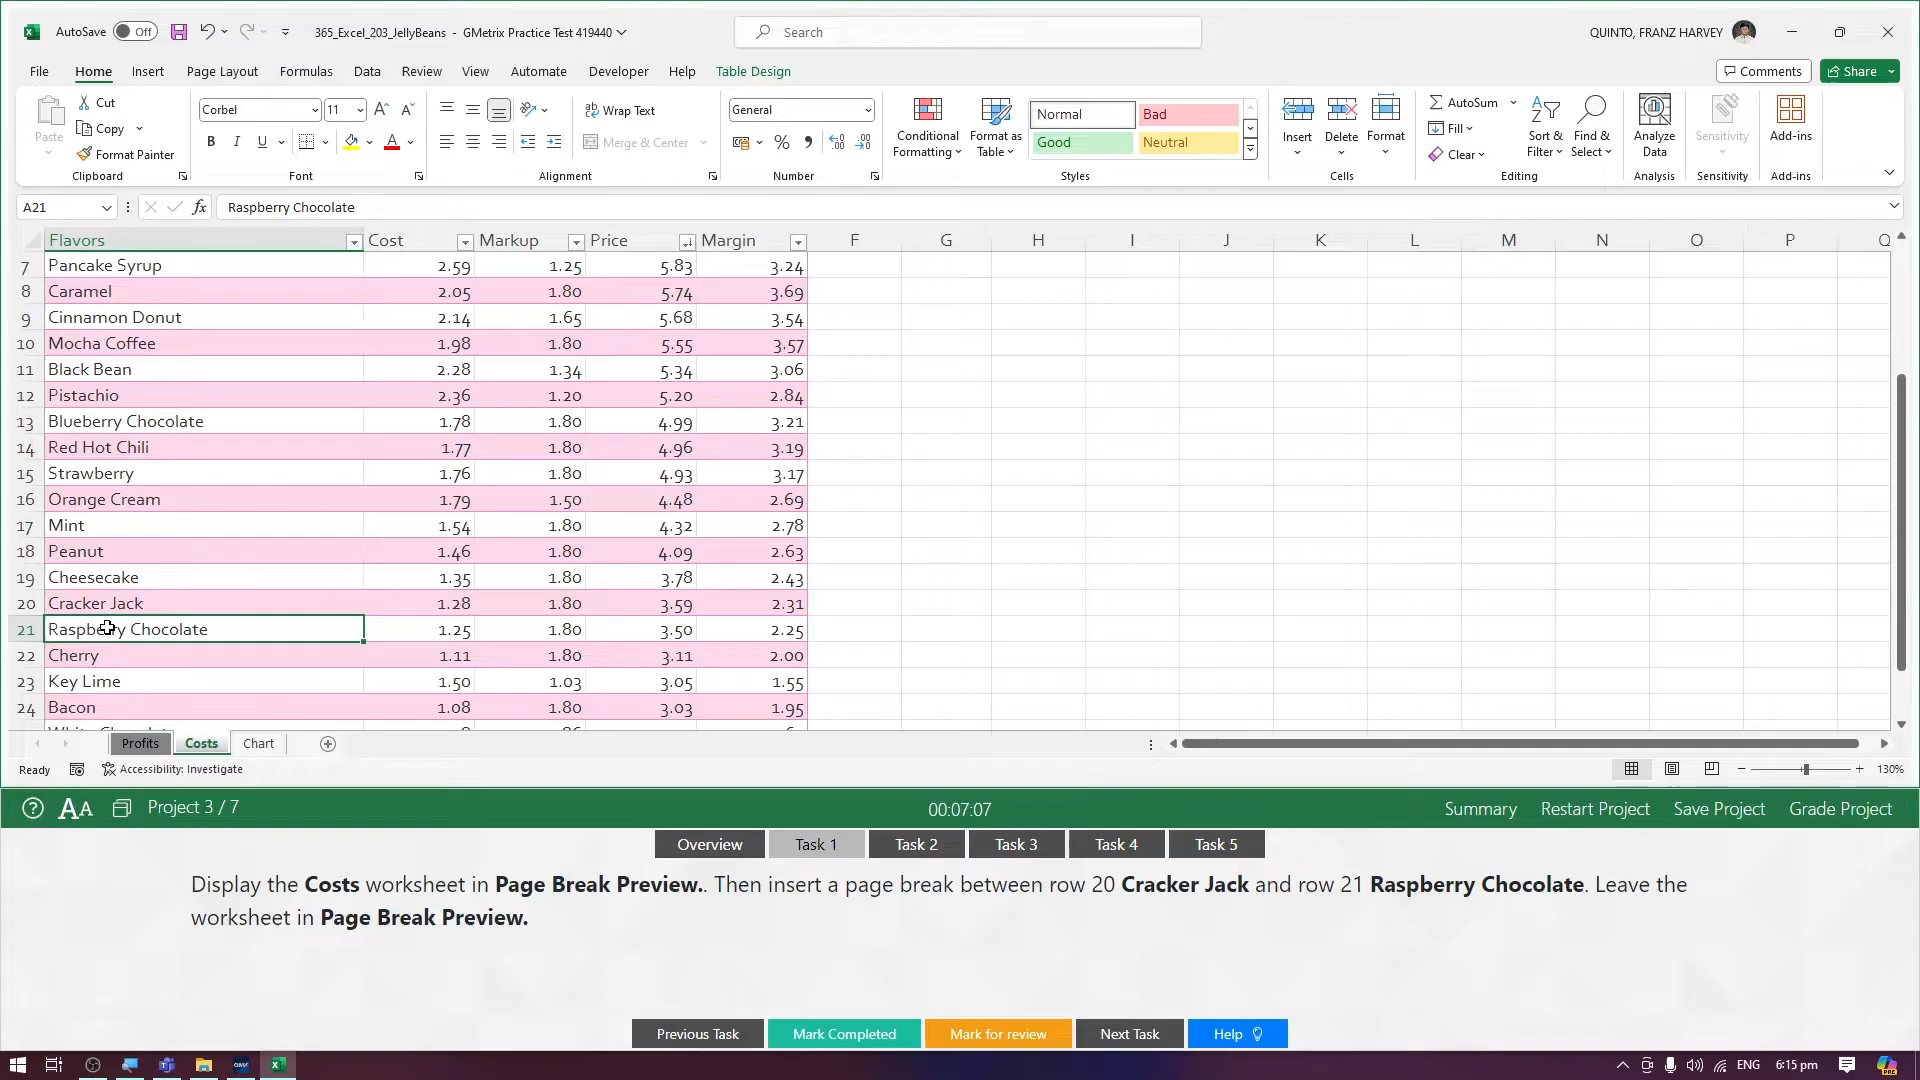 AutoSave Off 365_Excel_203_JellyBeans - GMetrix Practice Test 419440 Search QUINTO, FRANZ HARVEY
File Home Insert Page Layout Formulas Data Review View Automate Developer Help Table Design Comments Share
Paste Cut Copy Format Painter Clipboard
Corbel 11 B I U Font
Wrap Text Merge & Center Alignment
General Number
Conditional Formatting Format as Table Normal Bad Good Neutral Styles
Insert Delete Format Cells
AutoSum Fill Clear Sort & Filter Find & Select Editing
Analyze Data Analysis Sensitivity Sensitivity Add-ins Add-ins
A21 fx Raspberry Chocolate
Flavors Cost Markup Price Margin F G H I J K L M N O P Q
7 Pancake Syrup 2.59 1.25 5.83 3.24
8 Caramel 2.05 1.80 5.74 3.69
9 Cinnamon Donut 2.14 1.65 5.68 3.54
10 Mocha Coffee 1.98 1.80 5.55 3.57
11 Black Bean 2.28 1.34 5.34 3.06
12 Pistachio 2.36 1.20 5.20 2.84
13 Blueberry Chocolate 1.78 1.80 4.99 3.21
14 Red Hot Chili 1.77 1.80 4.96 3.19
15 Strawberry 1.76 1.80 4.93 3.17
16 Orange Cream 1.79 1.50 4.48 2.69
17 Mint 1.54 1.80 4.32 2.78
18 Peanut 1.46 1.80 4.09 2.63
19 Cheesecake 1.35 1.80 3.78 2.43
20 Cracker Jack 1.28 1.80 3.59 2.31
21 Raspberry Chocolate 1.25 1.80 3.50 2.25
22 Cherry 1.11 1.80 3.11 2.00
23 Key Lime 1.50 1.03 3.05 1.55
24 Bacon 1.08 1.80 3.03 1.95
Profits Costs Chart
Ready Accessibility: Investigate 130%
Project 3 / 7 00:07:07 Summary Restart Project Save Project Grade Project
Overview Task 1 Task 2 Task 3 Task 4 Task 5
Display the Costs worksheet in Page Break Preview.. Then insert a page break between row 20 Cracker Jack and row 21 Raspberry Chocolate. Leave the
worksheet in Page Break Preview.
Previous Task Mark Completed Mark for review Next Task Help
ENG 6:15 pm